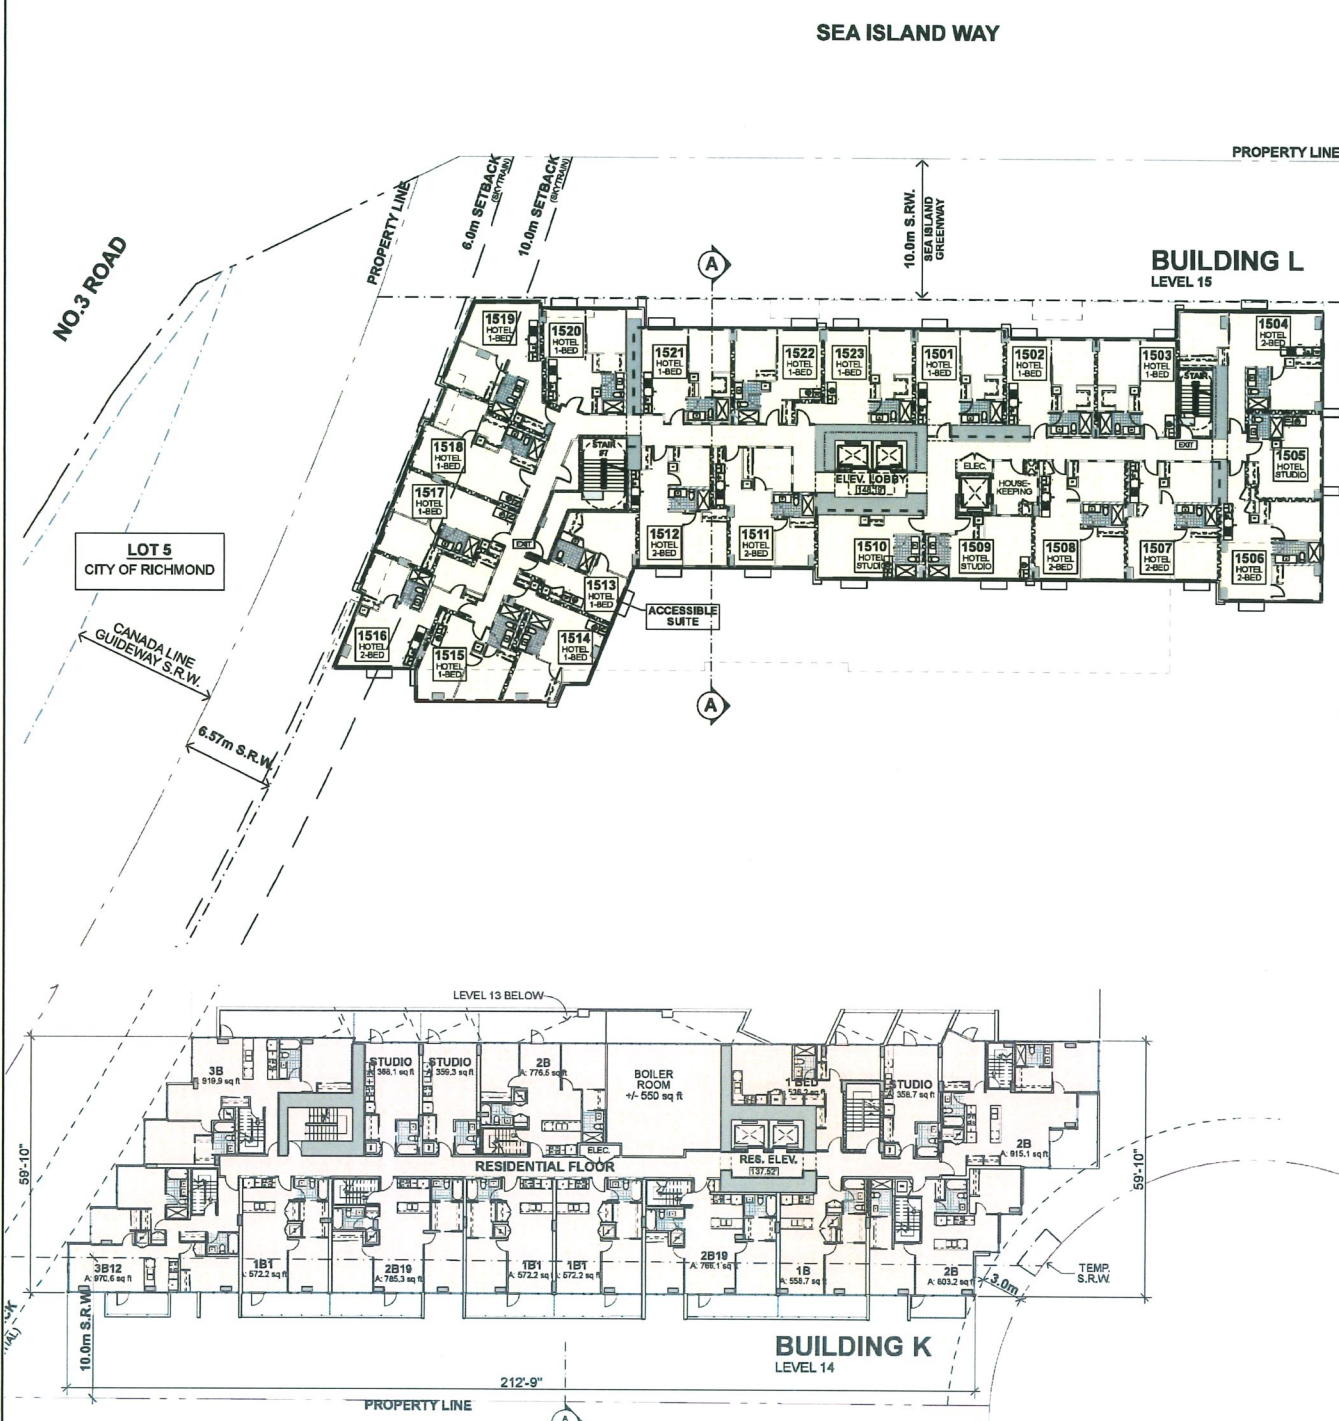 SEA ISLAND WAY
PROPERTY LINE
NO.3 ROAD
PROPERTY LINE
6.0m SETBACK
(SKYTRAIN)
10.0m SETBACK
(SKYTRAIN)
10.0m S.RW.
SEA ISLAND
GREENWAY
A
BUILDING L
LEVEL 15
1519
HOTEL
1-BED
1520
HOTEL
1-BED
1521
HOTEL
1-BED
1522
HOTEL
1-BED
1523
HOTEL
1-BED
1501
HOTEL
1-BED
1502
HOTEL
1-BED
1503
HOTEL
1-BED
1504
HOTEL
2-BED
STAIR
EXIT
1518
HOTEL
1-BED
STAIR
#7
ELEV. LOBBY
ELEC.
HOUSE-
KEEPING
1505
HOTEL
STUDIO
1517
HOTEL
1-BED
EXIT
1512
HOTEL
2-BED
1511
HOTEL
2-BED
1510
HOTEL
STUDIO
1509
HOTEL
STUDIO
1508
HOTEL
2-BED
1507
HOTEL
2-BED
1506
HOTEL
2-BED
LOT 5
CITY OF RICHMOND
1513
HOTEL
1-BED
ACCESSIBLE
SUITE
1516
HOTEL
2-BED
1515
HOTEL
1-BED
1514
HOTEL
1-BED
CANADA LINE
GUIDEWAY S.R.W.
A
6.57m S.R.W.
LEVEL 13 BELOW
3B
919.9 sq ft
STUDIO
STUDIO
359.3 sq ft
2B
A: 776.5 sq ft
BOILER
ROOM
+/- 550 sq ft
1 BED
STUDIO
A: 358.7 sq ft
2B
A: 915.1 sq ft
59'-10"
ELEC.
RESIDENTIAL FLOOR
RES. ELEV.
137.52'
59'-10"
3B12
A: 970.6 sq ft
1B1
A: 572.2 sq ft
2B19
A: 785.3 sq ft
1B1
A: 572.2 sq ft
1B1
A: 572.2 sq ft
2B19
A: 766.1 sq ft
1B
A: 558.7 sq ft
2B
A: 803.2 sq ft
TEMP.
S.R.W.
3.0m
10.0m S.R.W.
BUILDING K
LEVEL 14
212'-9"
PROPERTY LINE
A